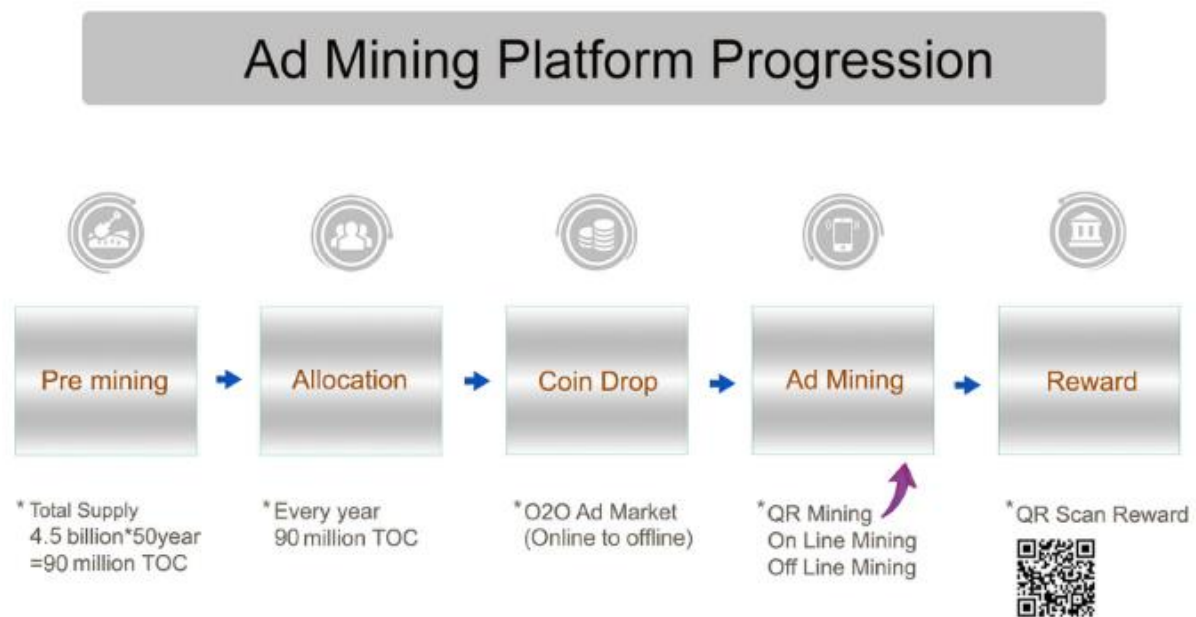 Ad Mining Platform Progression
Pre mining
Allocation
Coin Drop
Ad Mining
Reward
* Total Supply
4.5 billion*50year
=90 million TOC
* Every year
90 million TOC
* O2O Ad Market
(Online to offline)
* QR Mining
On Line Mining
Off Line Mining
* QR Scan Reward